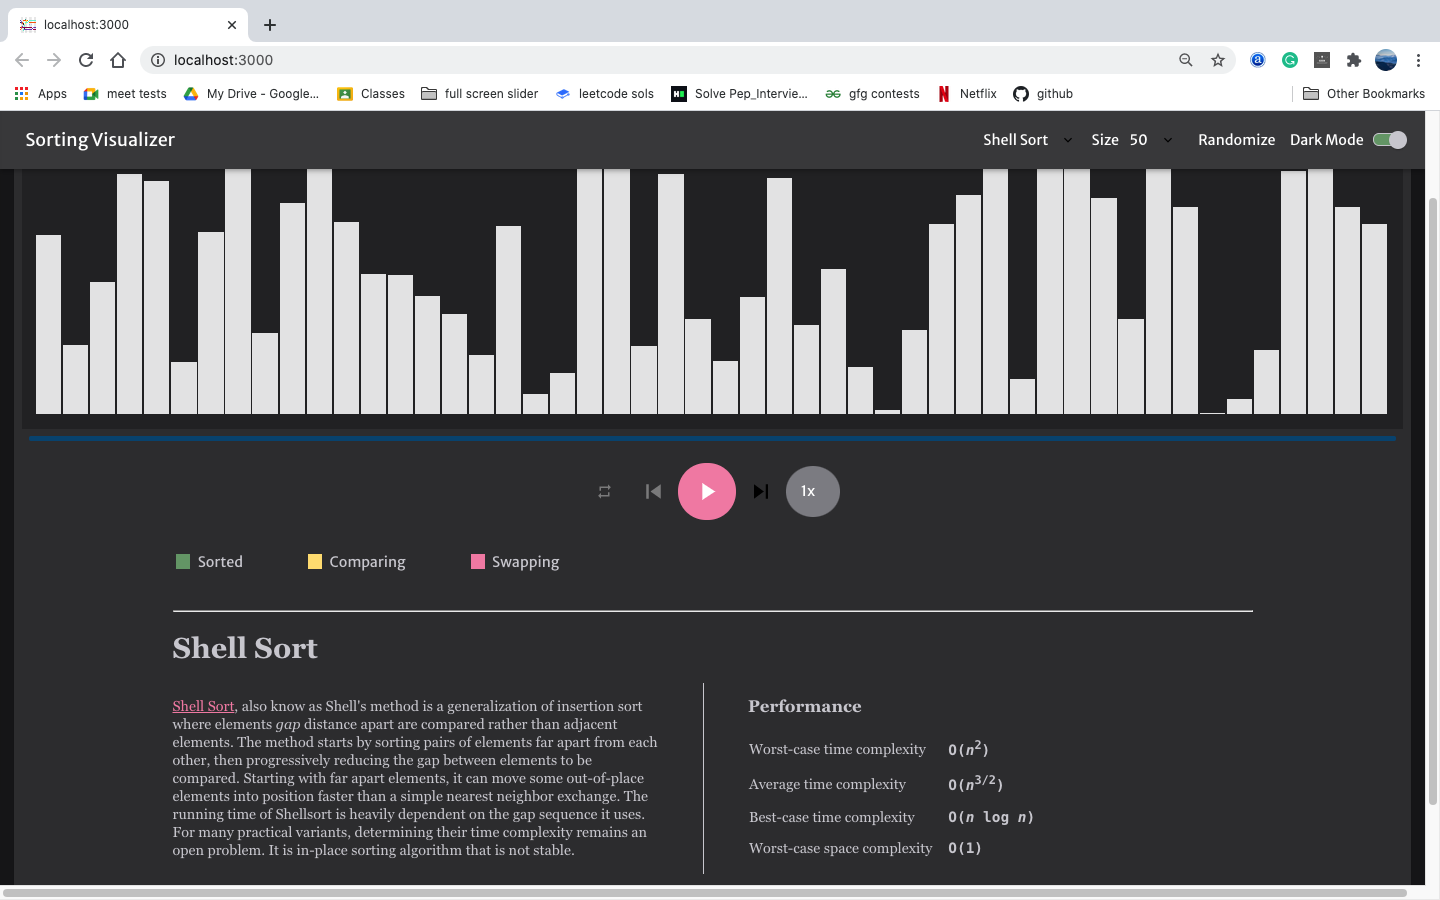 localhost:3000
localhost:3000
Apps meet tests My Drive - Google... Classes full screen slider leetcode sols Solve Pep_Intervie... gfg contests Netflix github Other Bookmarks
Sorting Visualizer Shell Sort Size 50 Randomize Dark Mode
1x
Sorted Comparing Swapping
Shell Sort
Shell Sort, also know as Shell's method is a generalization of insertion sort
where elements gap distance apart are compared rather than adjacent
elements. The method starts by sorting pairs of elements far apart from each
other, then progressively reducing the gap between elements to be
compared. Starting with far apart elements, it can move some out-of-place
elements into position faster than a simple nearest neighbor exchange. The
running time of Shellsort is heavily dependent on the gap sequence it uses.
For many practical variants, determining their time complexity remains an
open problem. It is in-place sorting algorithm that is not stable.
Performance
Worst-case time complexity O(n²)
Average time complexity O(n^3/2)
Best-case time complexity O(n log n)
Worst-case space complexity O(1)